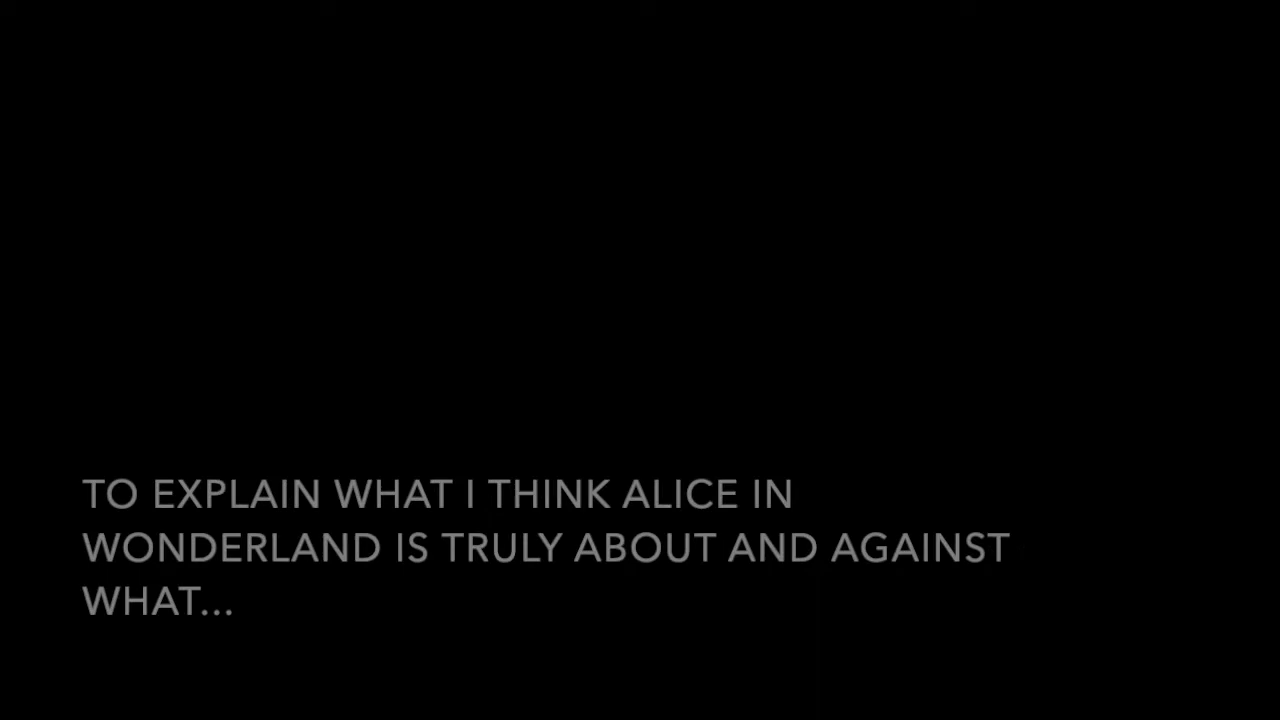 TO EXPLAIN WHAT I THINK ALICE IN
WONDERLAND IS TRULY ABOUT AND AGAINST
WHAT...